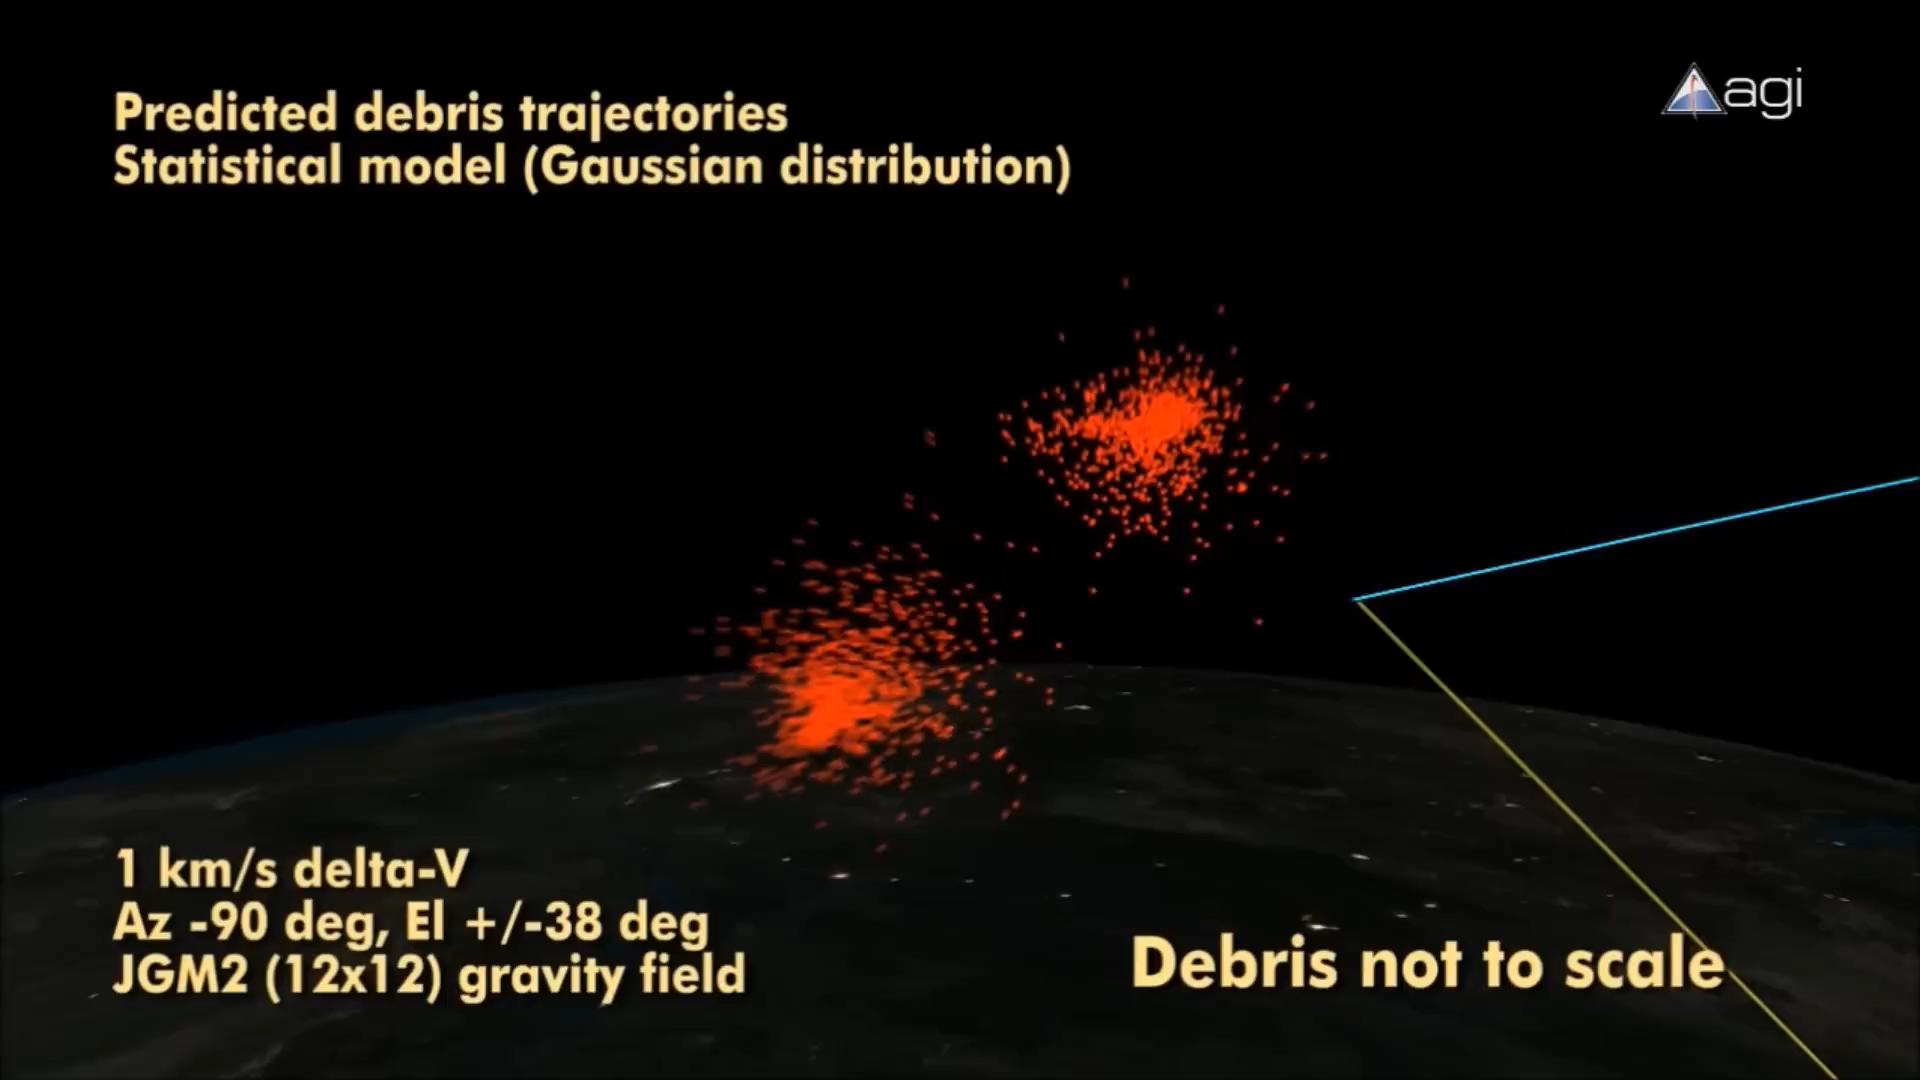 agi
Predicted debris trajectories
Statistical model (Gaussian distribution)
1 km/s delta-V
Az -90 deg, El +/-38 deg
JGM2 (12x12) gravity field
Debris not to scale